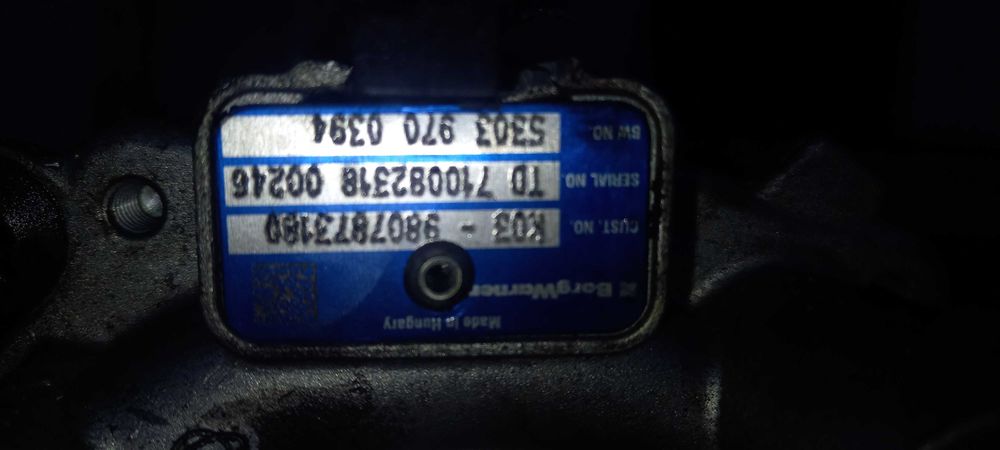 Made in Hungary
BorgWarner
CUST. NO. K03 - 9807873180
SERIAL NO. TD 710082318 00246
BW NO. 5303 970 0394